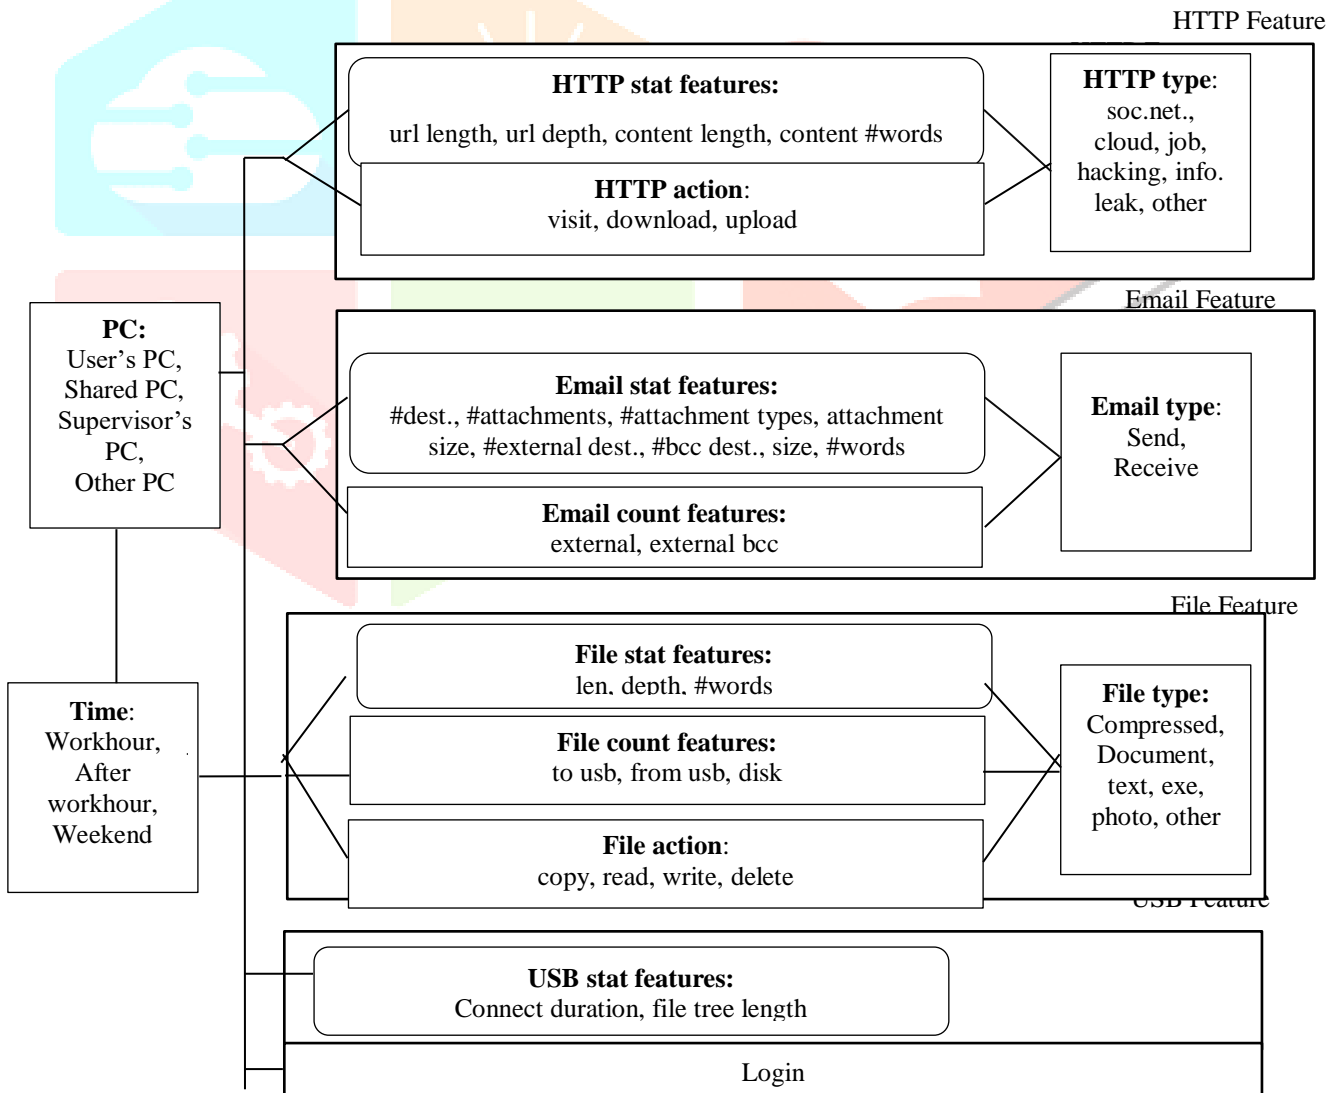 HTTP Feature
HTTP stat features:
url length, url depth, content length, content #words
HTTP action:
visit, download, upload
HTTP type:
soc.net.,
cloud, job,
hacking, info.
leak, other
Email Feature
PC:
User’s PC,
Shared PC,
Supervisor’s
PC,
Other PC
Email stat features:
#dest., #attachments, #attachment types, attachment
size, #external dest., #bcc dest., size, #words
Email count features:
external, external bcc
Email type:
Send,
Receive
File Feature
File stat features:
len, depth, #words
File count features:
to usb, from usb, disk
File action:
copy, read, write, delete
File type:
Compressed,
Document,
text, exe,
photo, other
Time:
Workhour,
After
workhour,
Weekend
USB Feature
USB stat features:
Connect duration, file tree length
Login